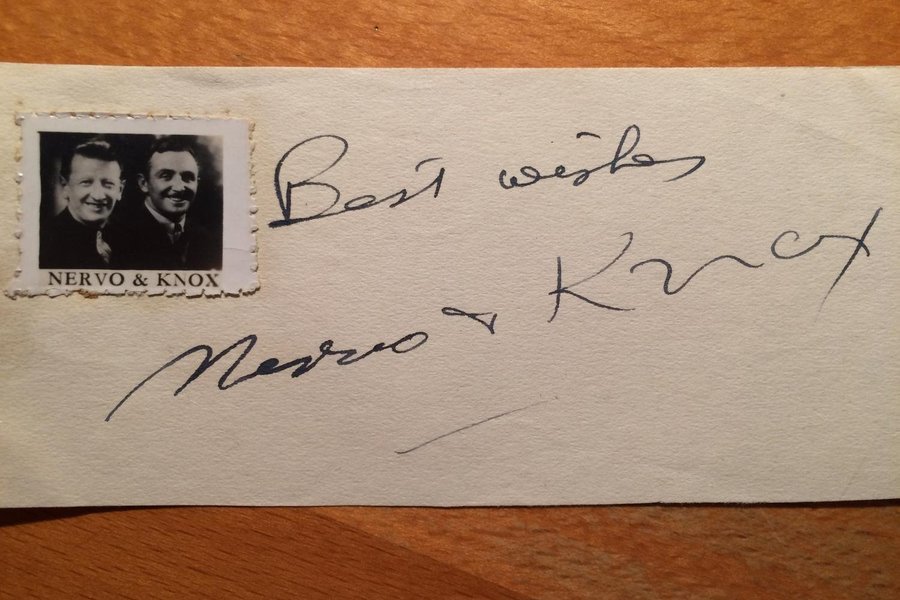 NERVO & KNOX
Best wishes
Nervo & Knox